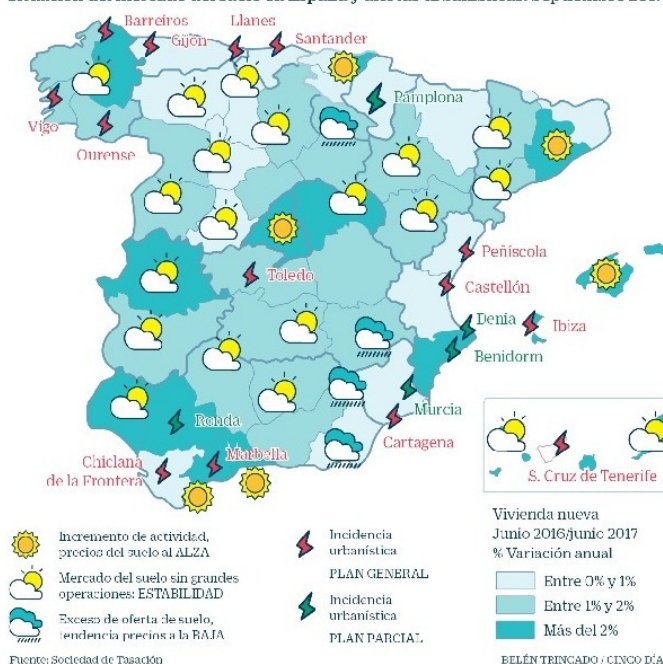 Barreiros
Llanes
Gijón
Santander
Pamplona
Vigo
Ourense
Peñíscola
Toledo
Castellón
Denia
Ibiza
Benidorm
Ronda
Murcia
Cartagena
Chiclana
de la Frontera
Marbella
S. Cruz de Tenerife
Incremento de actividad,
precios del suelo al ALZA
Mercado del suelo sin grandes
operaciones: ESTABILIDAD
Exceso de oferta de suelo,
tendencia precios a la BAJA
Incidencia
urbanística
PLAN GENERAL
Incidencia
urbanística
PLAN PARCIAL
Vivienda nueva
Junio 2016/junio 2017
% Variación anual
Entre 0% y 1%
Entre 1% y 2%
Más del 2%
Fuente: Sociedad de Tasación
BELÉN TRINCADO / CINCO DÍA